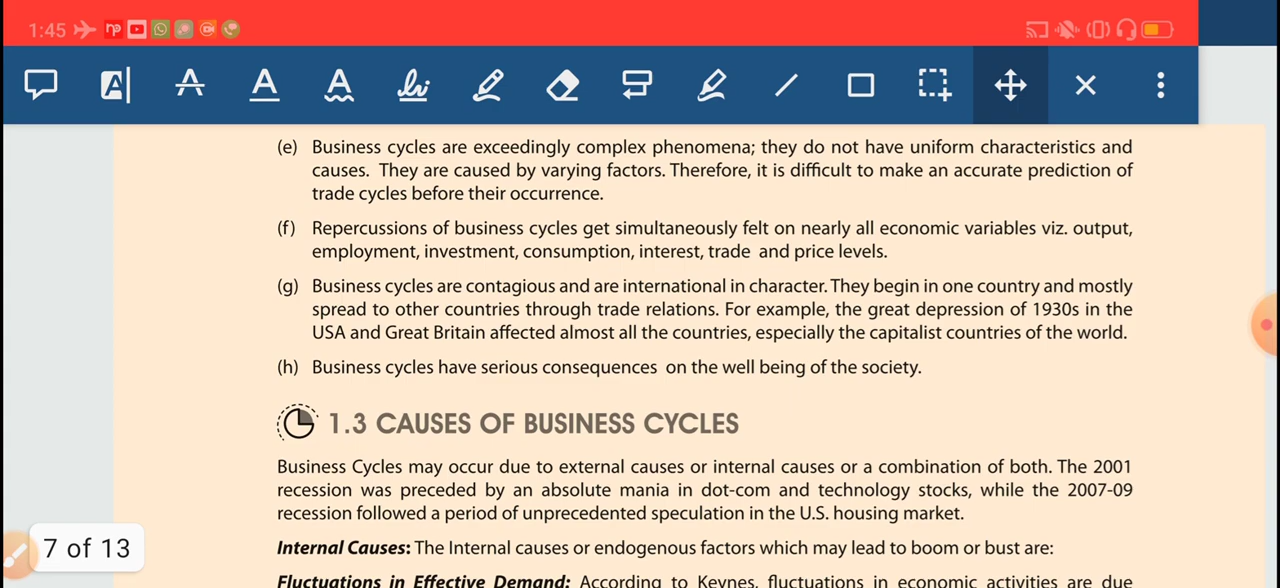 1:45
(e) Business cycles are exceedingly complex phenomena; they do not have uniform characteristics and
causes. They are caused by varying factors. Therefore, it is difficult to make an accurate prediction of
trade cycles before their occurrence.
(f) Repercussions of business cycles get simultaneously felt on nearly all economic variables viz. output,
employment, investment, consumption, interest, trade and price levels.
(g) Business cycles are contagious and are international in character. They begin in one country and mostly
spread to other countries through trade relations. For example, the great depression of 1930s in the
USA and Great Britain affected almost all the countries, especially the capitalist countries of the world.
(h) Business cycles have serious consequences on the well being of the society.
1.3 CAUSES OF BUSINESS CYCLES
Business Cycles may occur due to external causes or internal causes or a combination of both. The 2001
recession was preceded by an absolute mania in dot-com and technology stocks, while the 2007-09
recession followed a period of unprecedented speculation in the U.S. housing market.
7 of 13
Internal Causes: The Internal causes or endogenous factors which may lead to boom or bust are:
Fluctuations in Effective Demand: According to Keynes, fluctuations in economic activities are due